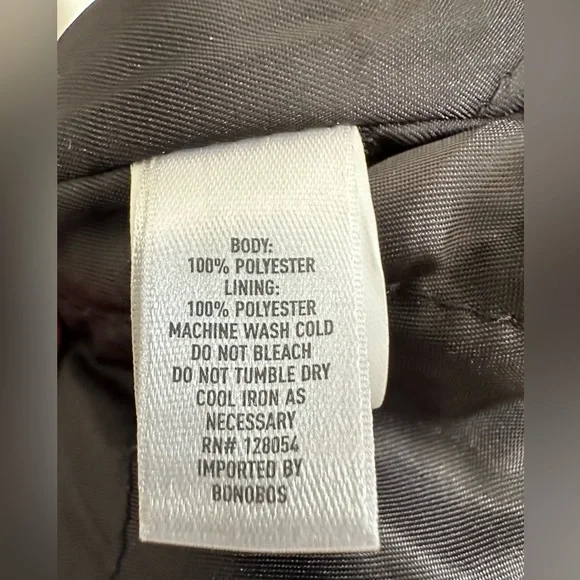 BODY:
100% POLYESTER
LINING:
100% POLYESTER
MACHINE WASH COLD
DO NOT BLEACH
DO NOT TUMBLE DRY
COOL IRON AS
NECESSARY
RN# 128054
IMPORTED BY
BONOBOS